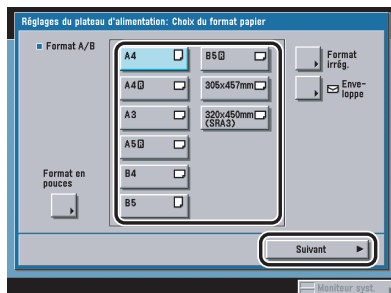 Réglages du plateau d'alimentation: Choix du format papier
Format A/B
A4
A4R
A3
A5R
B4
B5
B5R
305x457mm
320x450mm
(SRA3)
Format
irrég.
Enve-
loppe
Format en
pouces
Suivant
Moniteur syst.